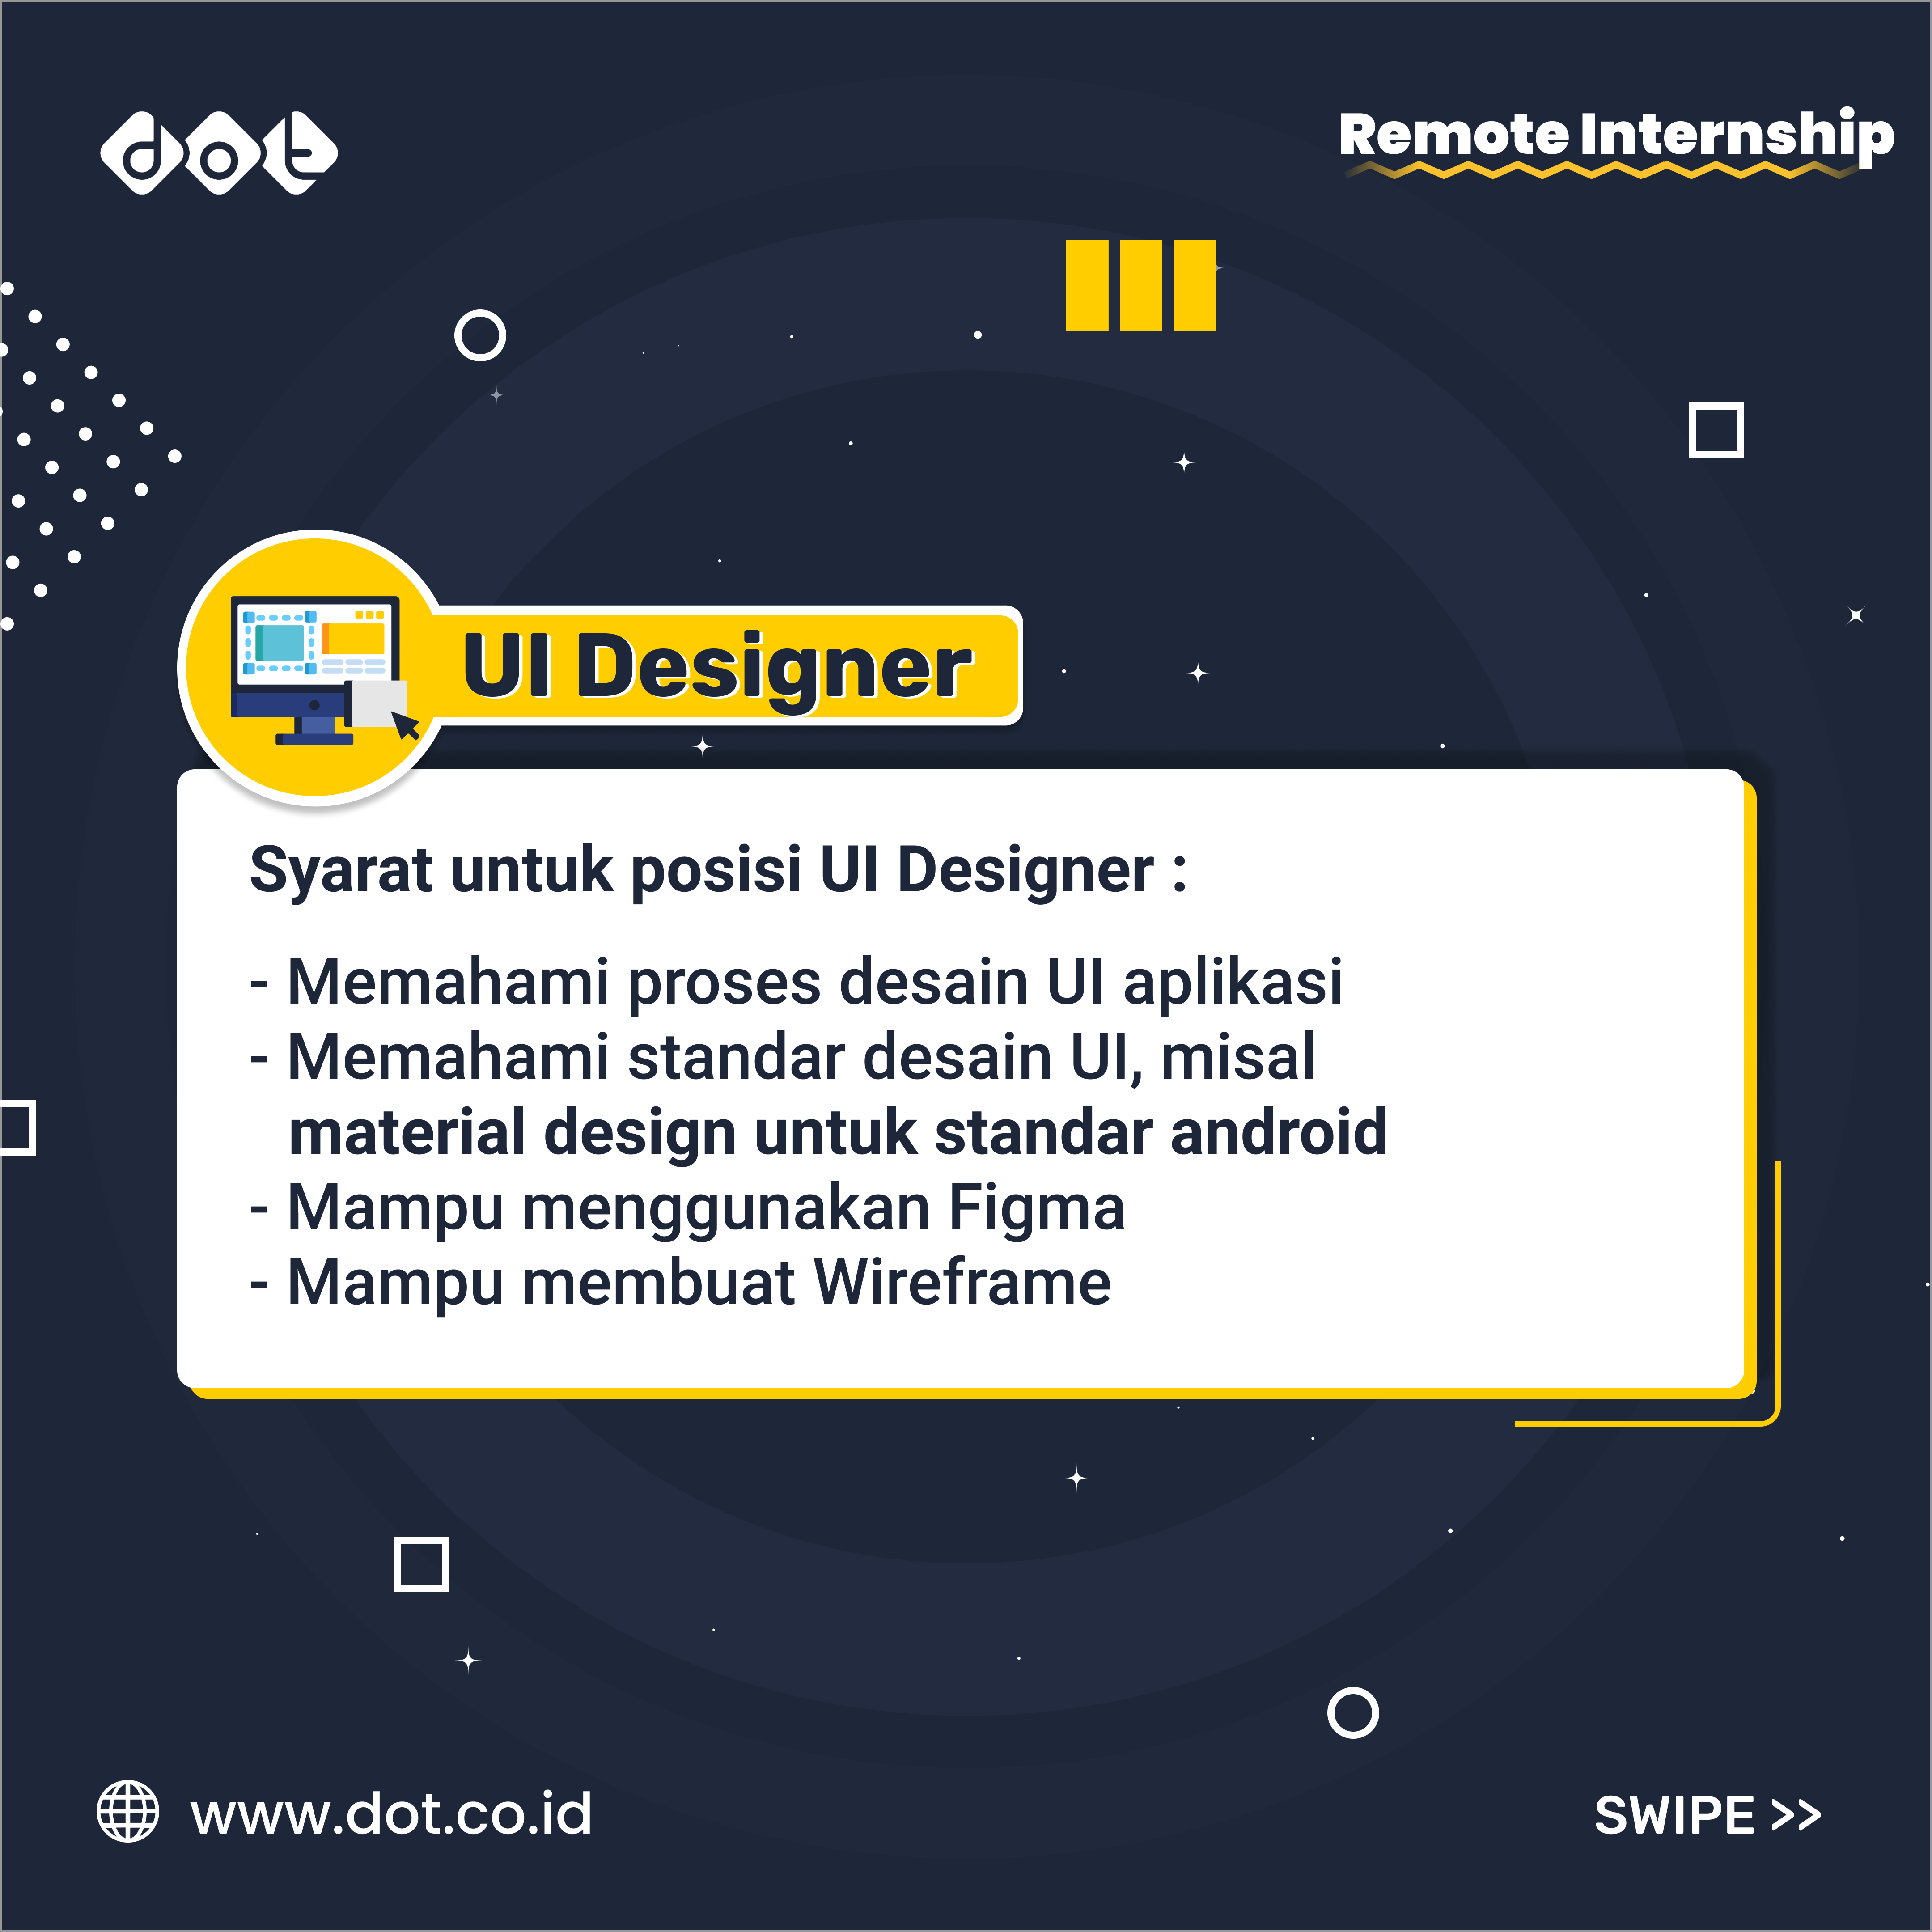 dot
Remote Internship
UI Designer
Syarat untuk posisi UI Designer :
- Memahami proses desain UI aplikasi
- Memahami standar desain UI, misal
material design untuk standar android
- Mampu menggunakan Figma
- Mampu membuat Wireframe
www.dot.co.id
SWIPE >>